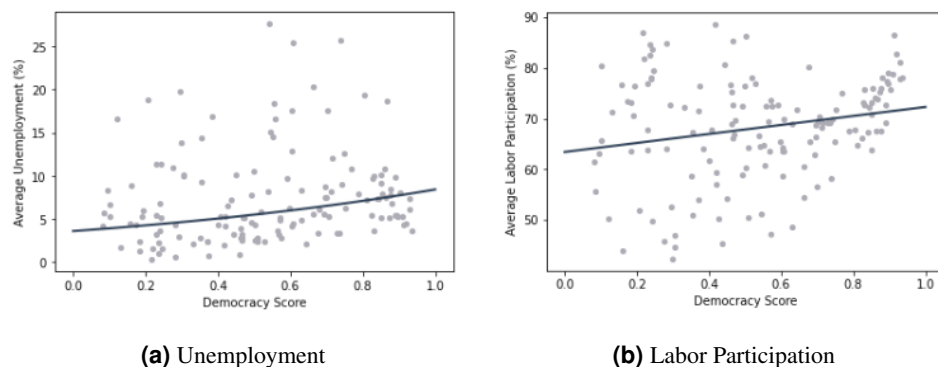 25
20
15
10
5
0
Average Unemployment (%)
0.0 0.2 0.4 0.6 0.8 1.0
Democracy Score
(a) Unemployment
90
80
70
60
50
Average Labor Participation (%)
0.0 0.2 0.4 0.6 0.8 1.0
Democracy Score
(b) Labor Participation